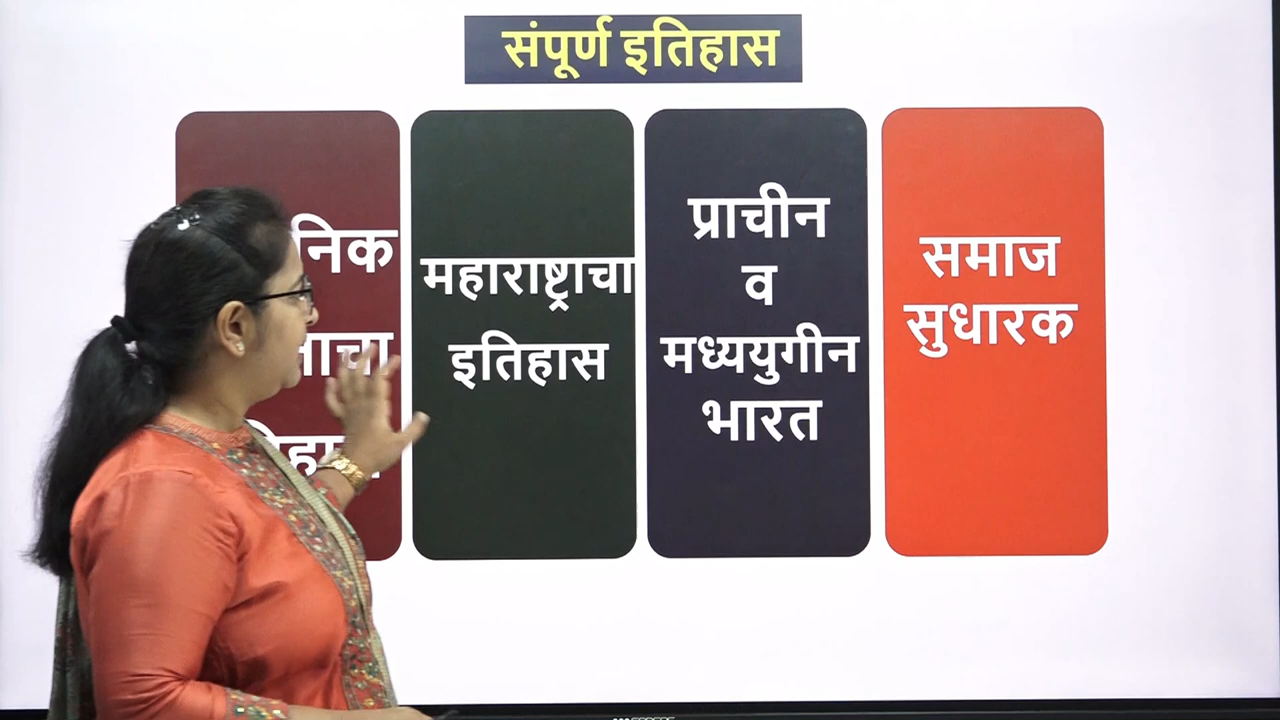 संपूर्ण इतिहास
महाराष्ट्राचा
इतिहास
प्राचीन
व
मध्ययुगीन
भारत
समाज
सुधारक